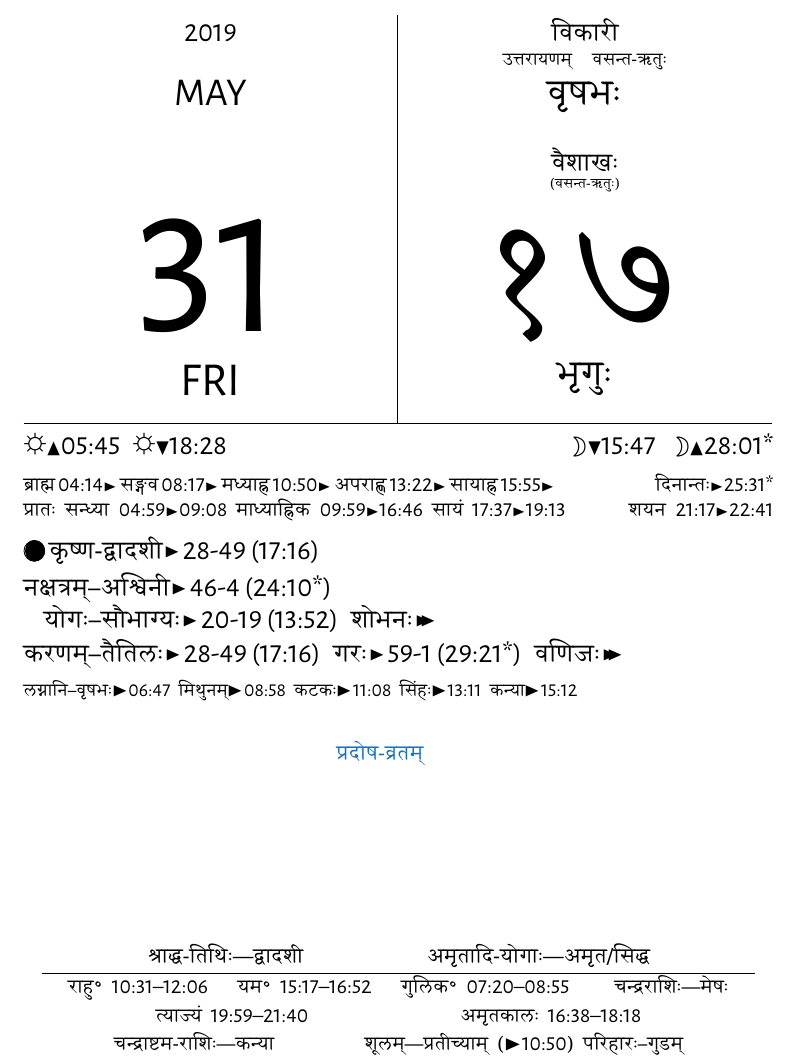 2019
MAY
31
FRI
विकारी
उत्तरायणम् वसन्त-ऋतुः
वृषभः
वैशाखः
(वसन्त-ऋतुः)
१७
भृगुः
▲05:45 ▼18:28 ☽▼15:47 ☽▲28:01*
ब्राह्म 04:14► सङ्गव 08:17► मध्याह्न 10:50► अपराह्ण 13:22► सायाह्न 15:55► दिनान्तः►25:31*
प्रातः सन्ध्या 04:59►09:08 माध्याह्निक 09:59►16:46 सायं 17:37►19:13 शयन 21:17►22:41
कृष्ण-द्वादशी►28-49 (17:16)
नक्षत्रम्–अश्विनी►46-4 (24:10*)
योगः–सौभाग्यः►20-19 (13:52) शोभनः►►
करणम्–तैतिलः►28-49 (17:16) गरः►59-1 (29:21*) वणिजः►►
लग्नानि–वृषभः►06:47 मिथुनम्►08:58 कटकः►11:08 सिंहः►13:11 कन्या►15:12
प्रदोष-व्रतम्
श्राद्ध-तिथिः—द्वादशी अमृतादि-योगाः—अमृत/सिद्ध
राहु॰ 10:31–12:06 यम॰ 15:17–16:52 गुलिक॰ 07:20–08:55 चन्द्रराशिः—मेषः
त्याज्यं 19:59–21:40 अमृतकालः 16:38–18:18
चन्द्राष्टम-राशिः—कन्या शूलम्—प्रतीच्याम् (►10:50) परिहारः–गुडम्